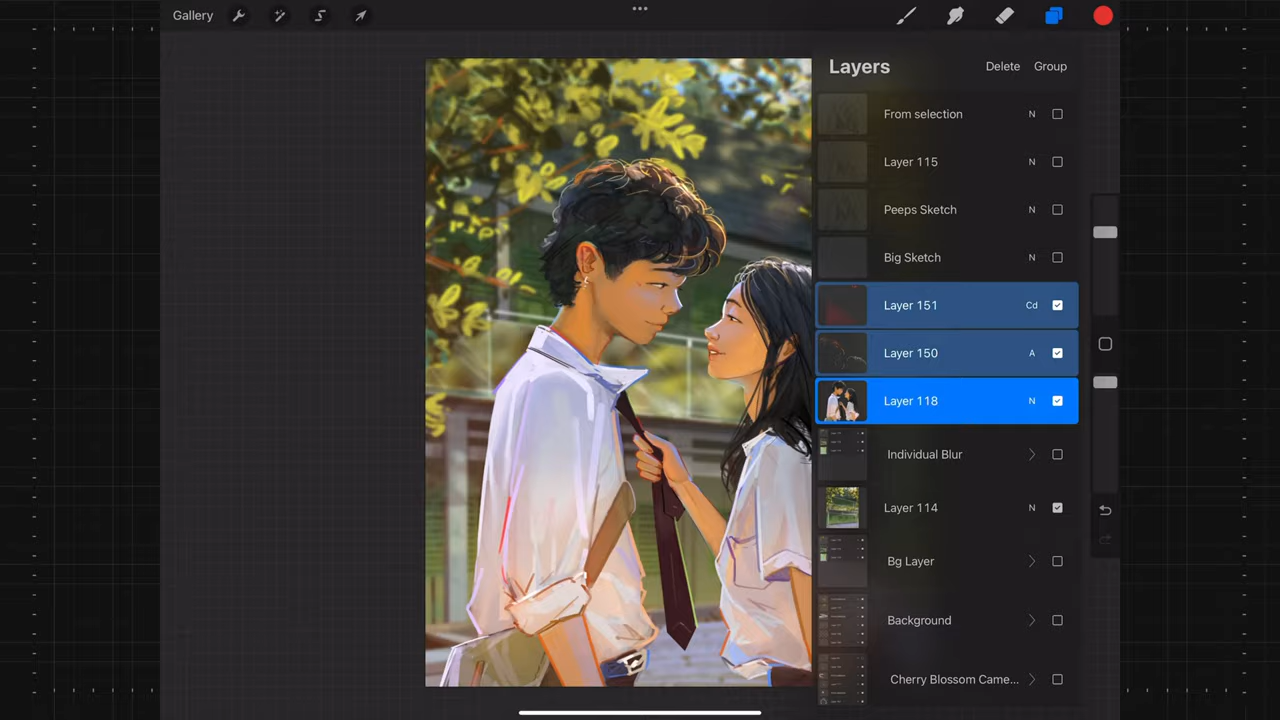 Gallery
Layers
Delete
Group
From selection N
Layer 115 N
Peeps Sketch N
Big Sketch N
Layer 151 Cd
Layer 150 A
Layer 118 N
Individual Blur
Layer 114 N
Bg Layer
Background
Cherry Blossom Came...